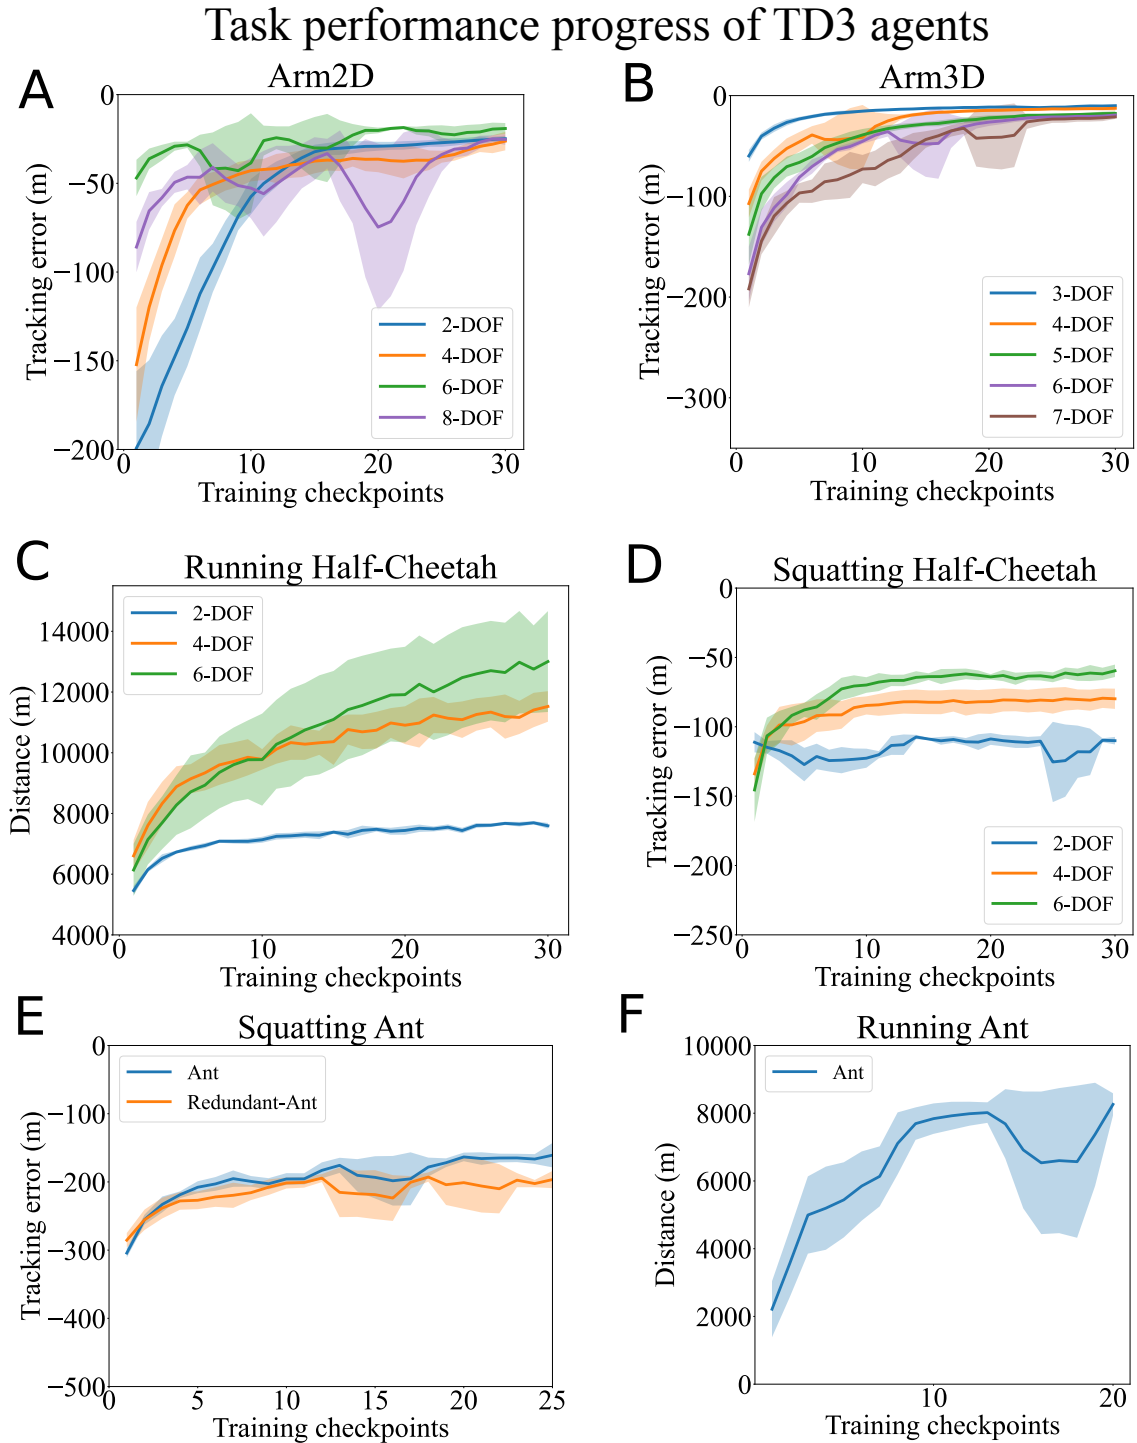 Task performance progress of TD3 agents
A
Arm2D
0
−50
−100
−150
−200
Tracking error (m)
2-DOF
4-DOF
6-DOF
8-DOF
0 10 20 30
Training checkpoints
B
Arm3D
0
−100
−200
−300
Tracking error (m)
3-DOF
4-DOF
5-DOF
6-DOF
7-DOF
0 10 20 30
Training checkpoints
C
Running Half-Cheetah
14000
12000
10000
8000
6000
4000
Distance (m)
2-DOF
4-DOF
6-DOF
0 10 20 30
Training checkpoints
D
Squatting Half-Cheetah
0
−50
−100
−150
−200
−250
Tracking error (m)
2-DOF
4-DOF
6-DOF
0 10 20 30
Training checkpoints
E
Squatting Ant
0
−100
−200
−300
−400
−500
Tracking error (m)
Ant
Redundant-Ant
0 5 10 15 20 25
Training checkpoints
F
Running Ant
10000
8000
6000
4000
2000
0
Distance (m)
Ant
10 20
Training checkpoints